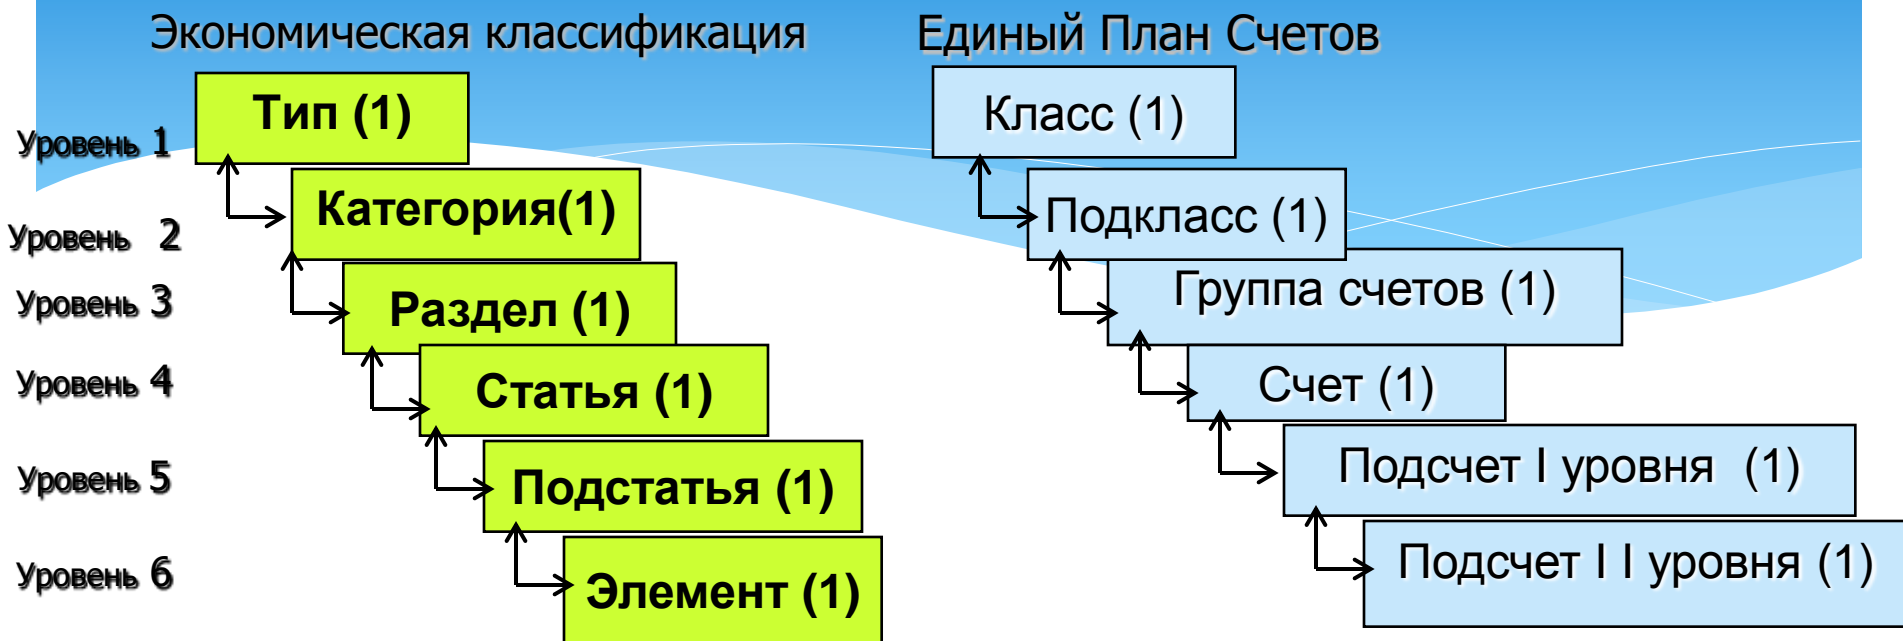 Экономическая классификация
Единый План Счетов
Уровень 1
Тип (1)
Класс (1)
Уровень 2
Категория(1)
Подкласс (1)
Уровень 3
Раздел (1)
Группа счетов (1)
Уровень 4
Статья (1)
Счет (1)
Уровень 5
Подстатья (1)
Подсчет I уровня (1)
Уровень 6
Элемент (1)
Подсчет I I уровня (1)